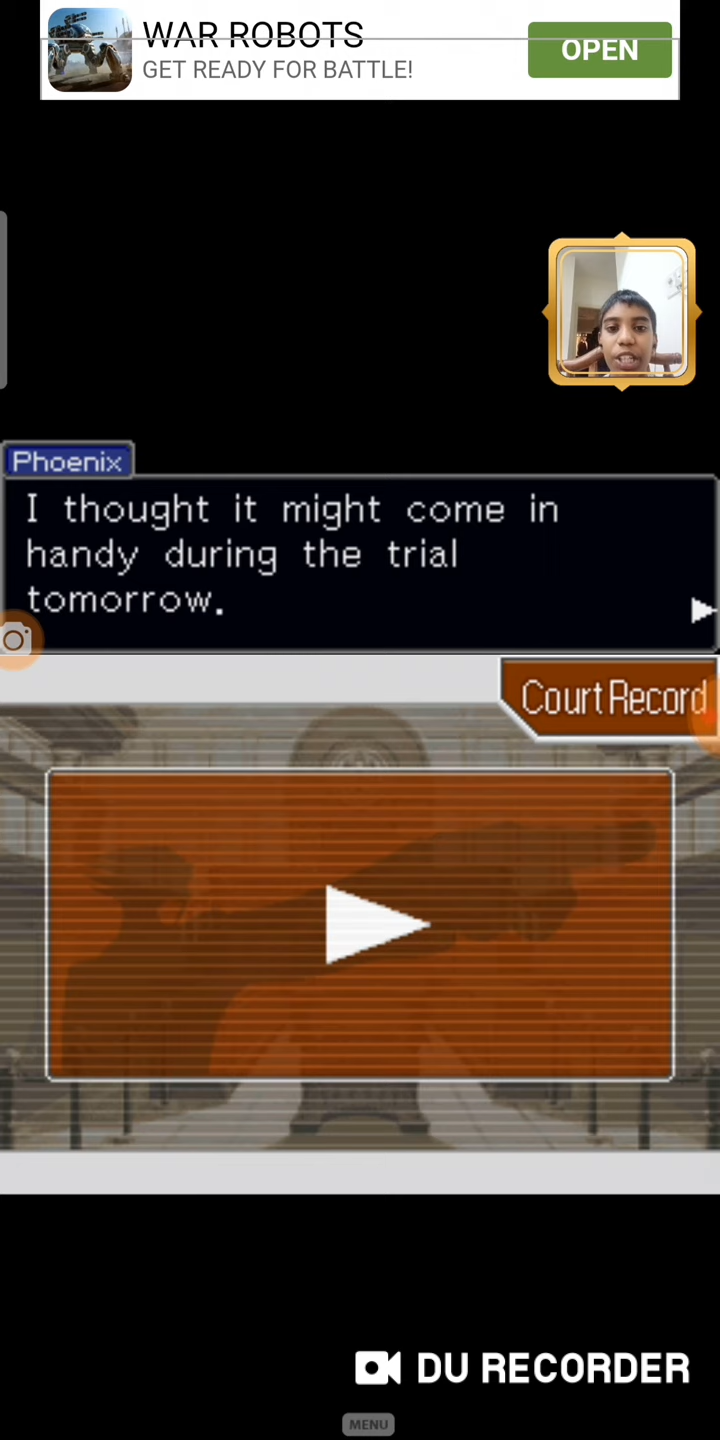 WAR ROBOTS
GET READY FOR BATTLE!
OPEN
Phoenix
I thought it might come in
handy during the trial
tomorrow.
Court Record
DU RECORDER
MENU